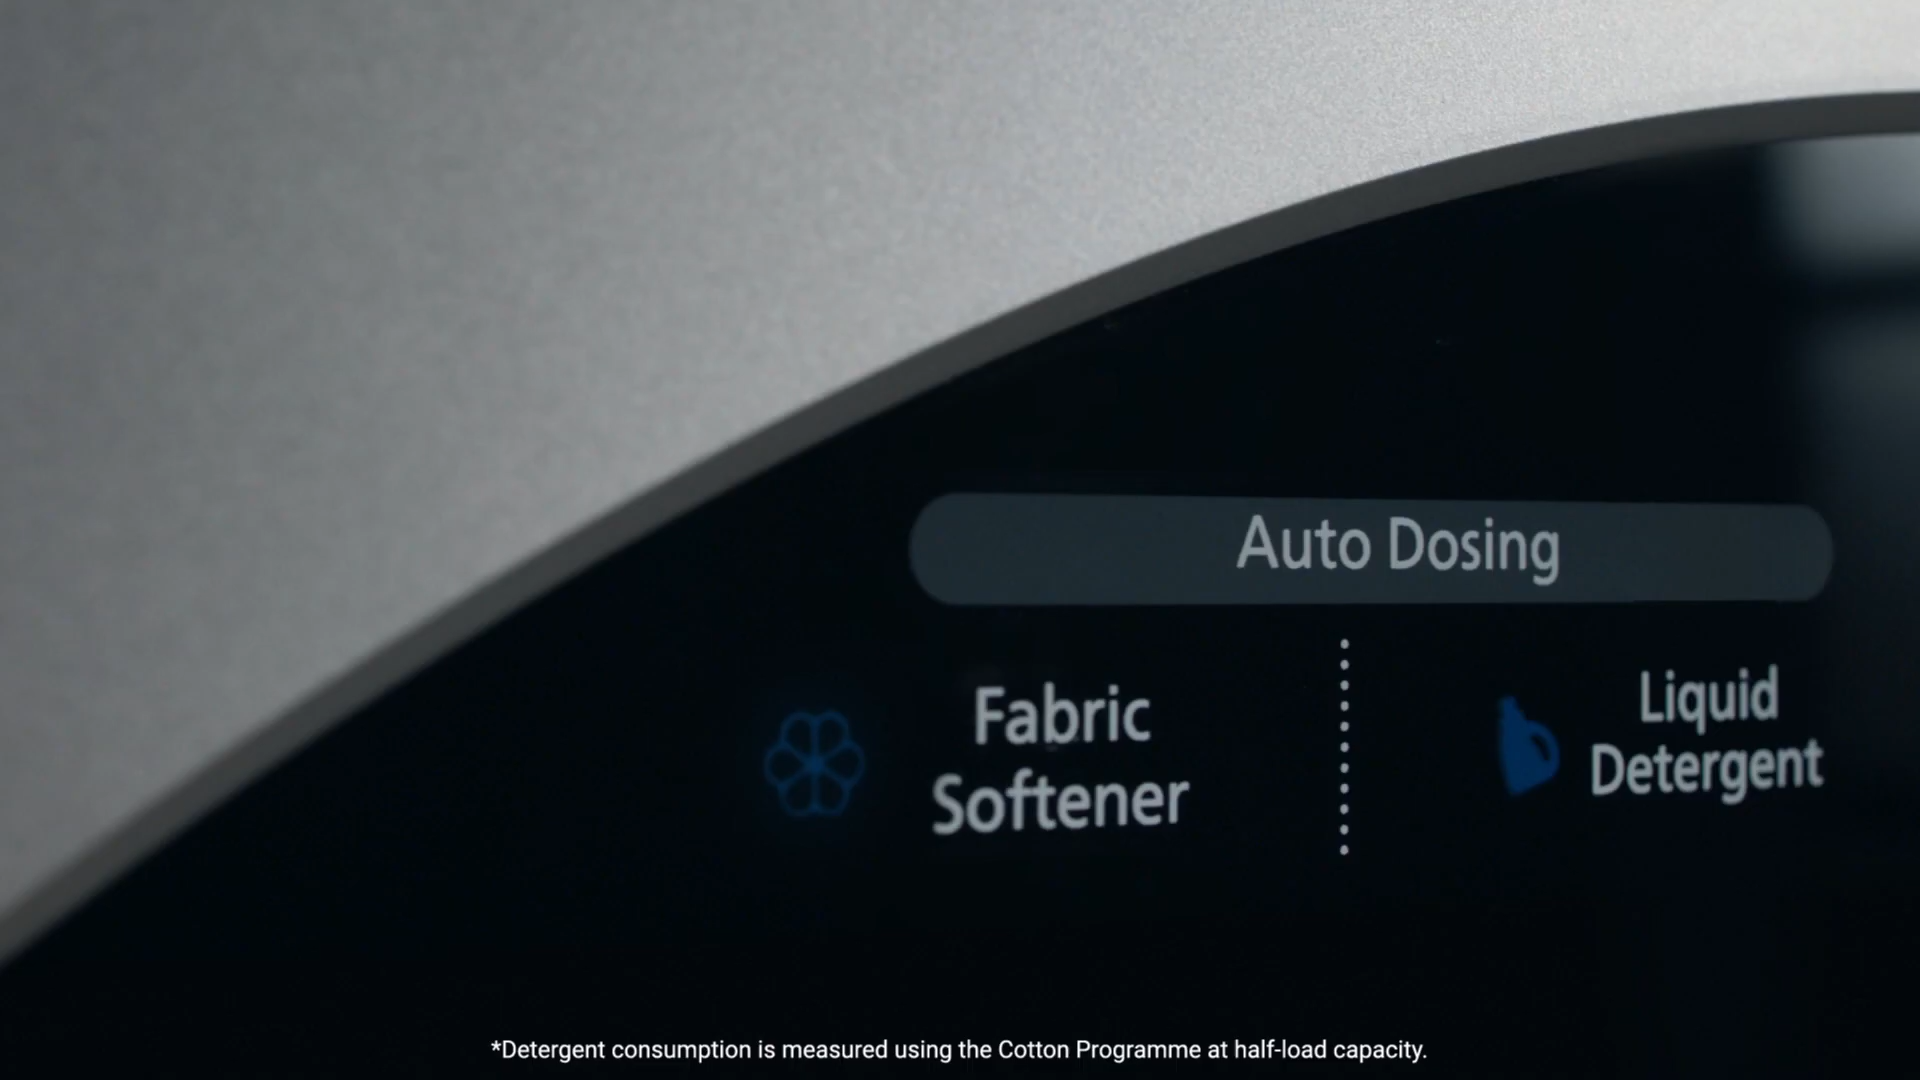 Auto Dosing
Fabric
Softener
Liquid
Detergent
*Detergent consumption is measured using the Cotton Programme at half-load capacity.